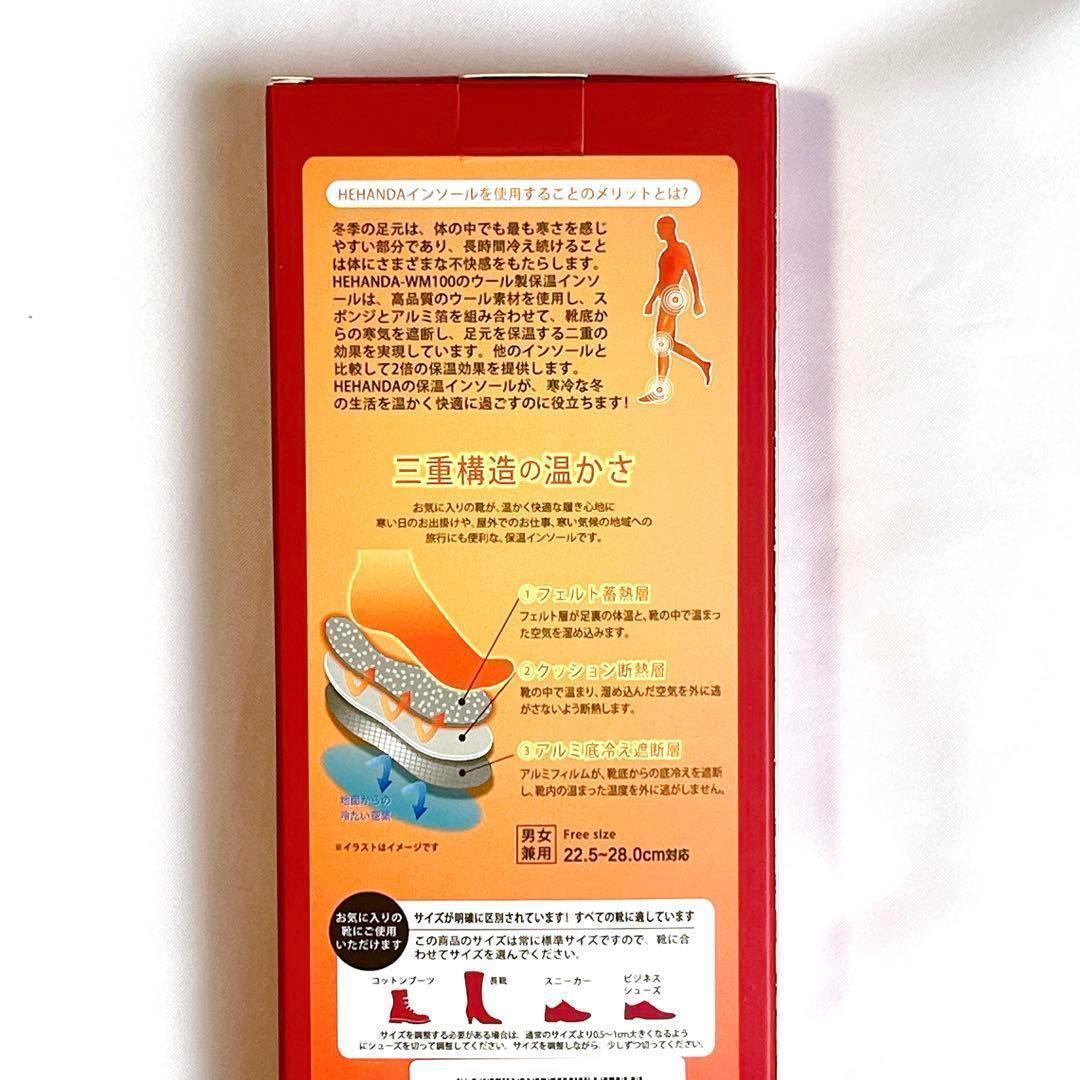 HEHANDAインソールを使用することのメリットとは?
冬季の足元は、体の中でも最も寒さを感じ
やすい部分であり、長時間冷え続けること
は体にさまざまな不快感をもたらします。
HEHANDA-WM100のウール製保温インソ
ールは、高品質のウール素材を使用し、ス
ポンジとアルミ箔を組み合わせて、靴底か
らの寒気を遮断し、足元を保温する二重の
効果を実現しています。他のインソールと
比較して2倍の保温効果を提供します。
HEHANDAの保温インソールが、寒冷な冬
の生活を温かく快適に過ごすのに役立ちます!
三重構造の温かさ
お気に入りの靴が、温かく快適な履き心地に
寒い日のお出掛けや、屋外でのお仕事、寒い気候の地域への
旅行にも便利な、保温インソールです。
①フェルト蓄熱層
フェルト層が足裏の体温と、靴の中で温まっ
た空気を溜め込みます。
②クッション断熱層
靴の中で温まり、溜め込んだ空気を外に逃
がさないよう断熱します。
③アルミ底冷え遮断層
アルミフィルムが、靴底からの底冷えを遮断
し、靴内の温まった温度を外に逃がしません。
地面からの
冷たい空気
※イラストはイメージです
男女
兼用
Free size
22.5~28.0cm対応
お気に入りの
靴にご使用
いただけます
サイズが明確に区別されています! すべての靴に適しています
この商品のサイズは常に標準サイズですので、靴に合
わせてサイズを選んでください。
コットンブーツ
長靴
スニーカー
ビジネス
シューズ
サイズを調整する必要がある場合は、通常のサイズより0.5~1cm大きくなるよう
にシューズを切って調整してください。サイズを調整しながら、少しずつ切ってください。